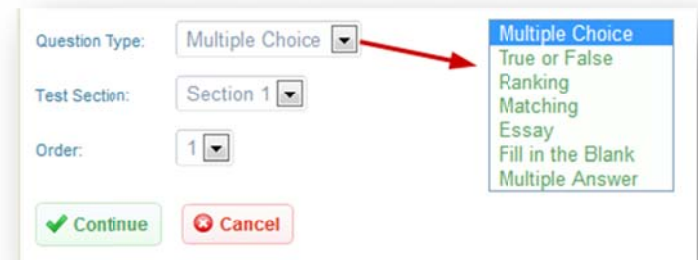 Question Type: Multiple Choice
Test Section: Section 1
Order: 1
Continue Cancel
Multiple Choice
True or False
Ranking
Matching
Essay
Fill in the Blank
Multiple Answer